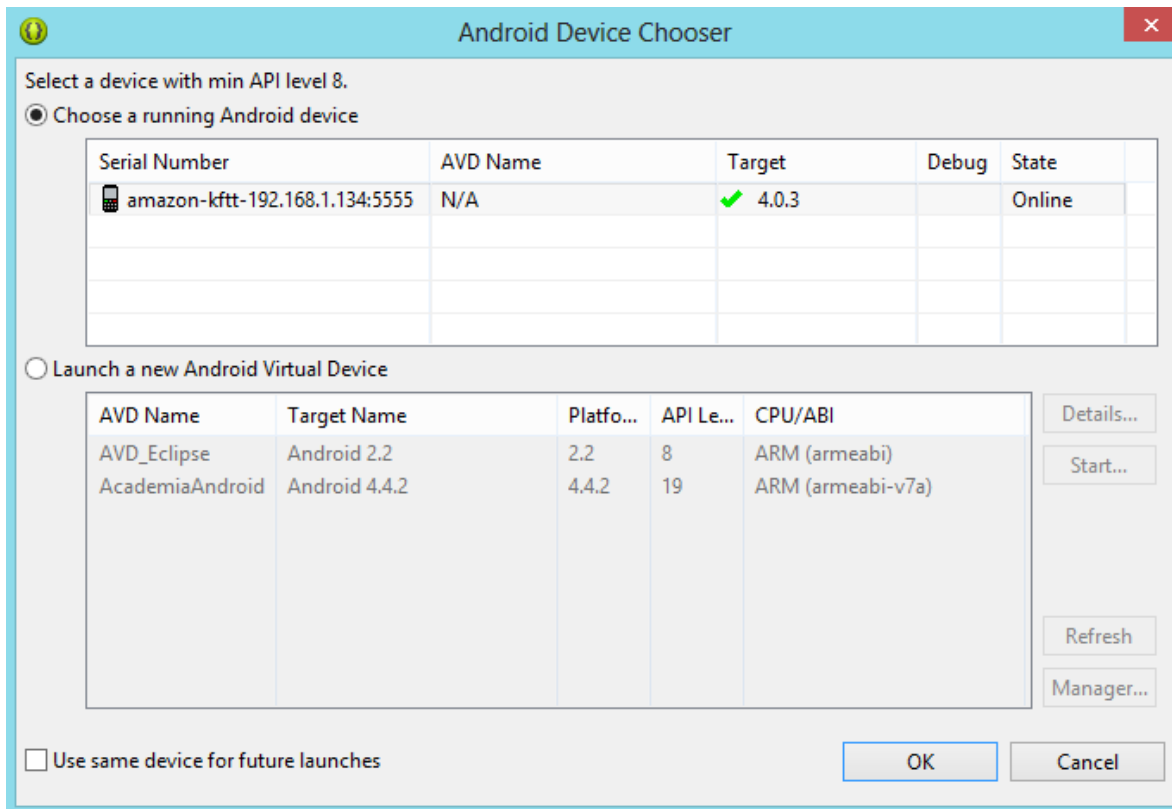 Android Device Chooser
Select a device with min API level 8.
Choose a running Android device
Serial Number AVD Name Target Debug State
amazon-kftt-192.168.1.134:5555 N/A 4.0.3 Online
Launch a new Android Virtual Device
AVD Name Target Name Platfo... API Le... CPU/ABI Details...
AVD_Eclipse Android 2.2 2.2 8 ARM (armeabi)
Start...
AcademiaAndroid Android 4.4.2 4.4.2 19 ARM (armeabi-v7a)
Refresh
Manager...
Use same device for future launches OK Cancel